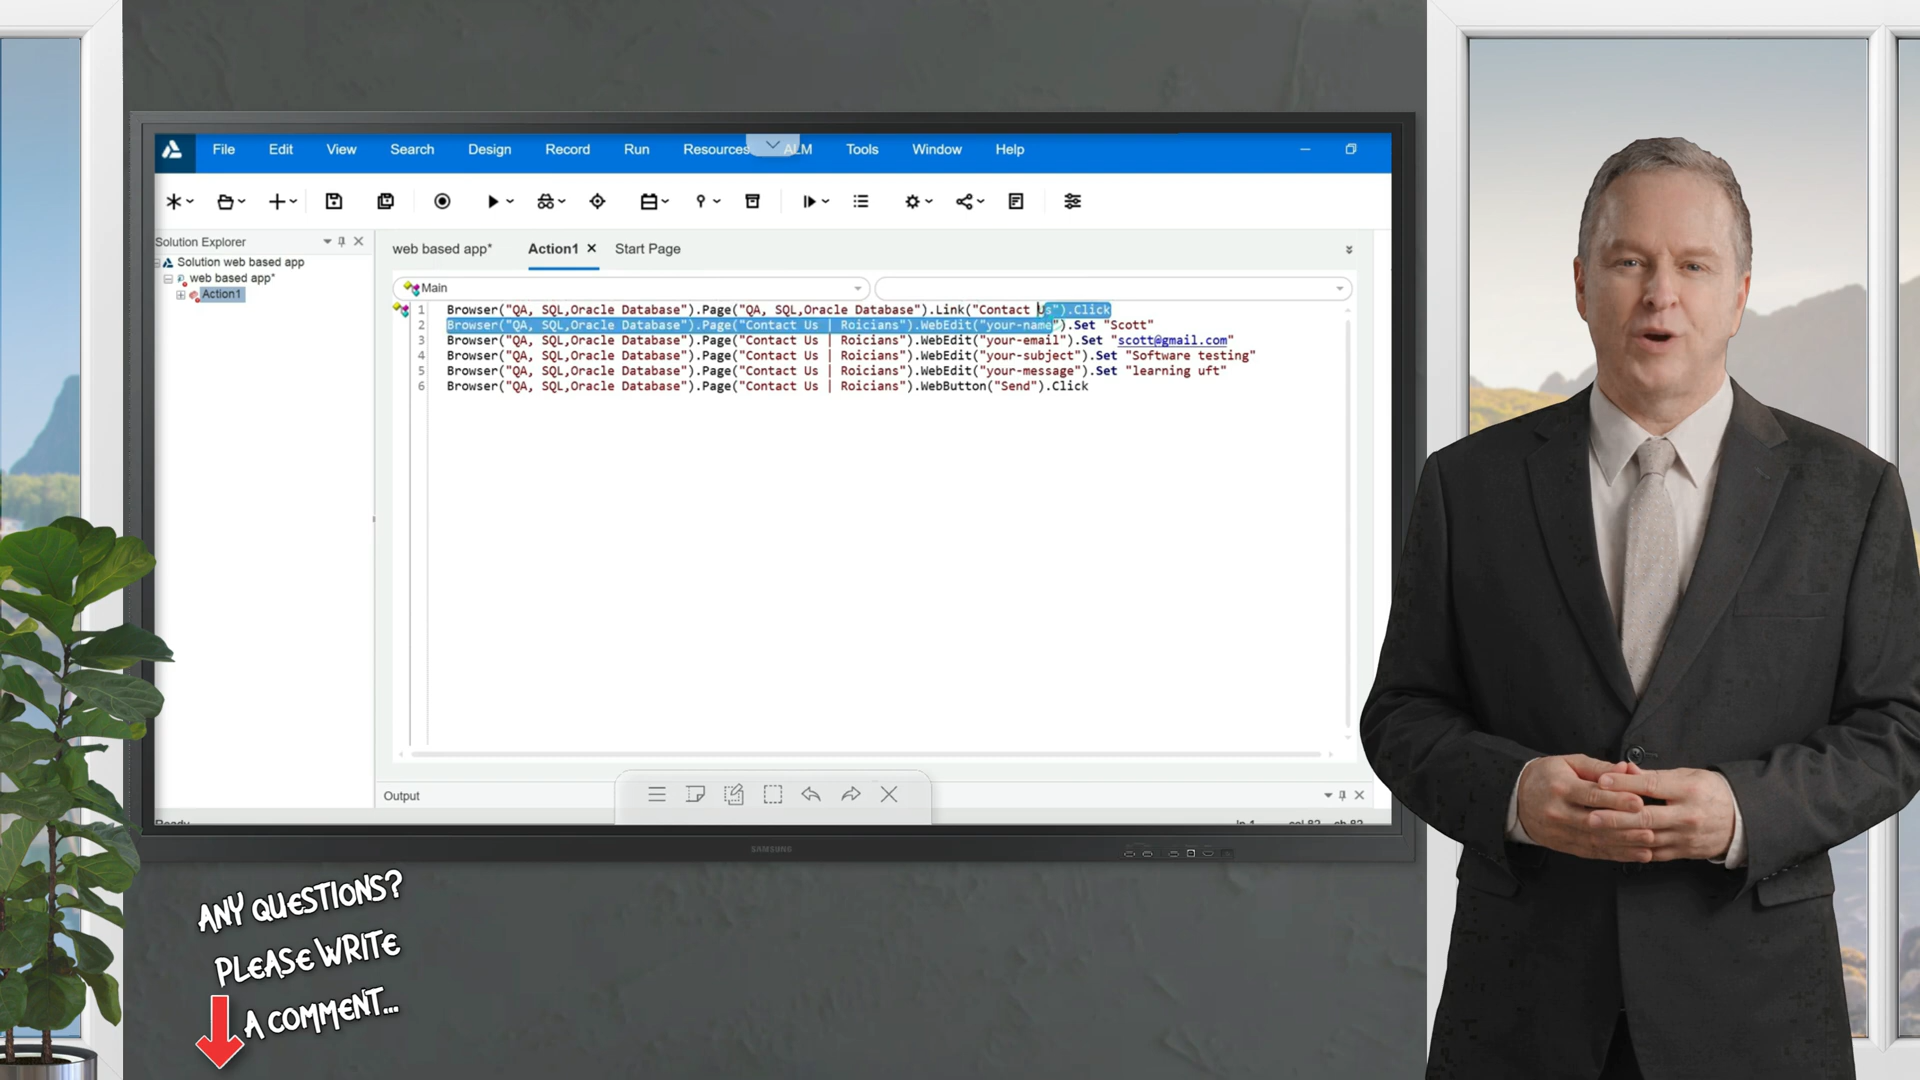 File Edit View Search Design Record Run Resources ALM Tools Window Help
Solution Explorer
Solution web based app
web based app*
Action1
web based app* Action1 Start Page
Main
1 Browser("QA, SQL,Oracle Database").Page("QA, SQL,Oracle Database").Link("Contact Us").Click
2 Browser("QA, SQL,Oracle Database").Page("Contact Us | Roicians").WebEdit("your-name").Set "Scott"
3 Browser("QA, SQL,Oracle Database").Page("Contact Us | Roicians").WebEdit("your-email").Set "scott@gmail.com"
4 Browser("QA, SQL,Oracle Database").Page("Contact Us | Roicians").WebEdit("your-subject").Set "Software testing"
5 Browser("QA, SQL,Oracle Database").Page("Contact Us | Roicians").WebEdit("your-message").Set "learning uft"
6 Browser("QA, SQL,Oracle Database").Page("Contact Us | Roicians").WebButton("Send").Click
Output
SAMSUNG
ANY QUESTIONS?
PLEASE WRITE
A COMMENT...